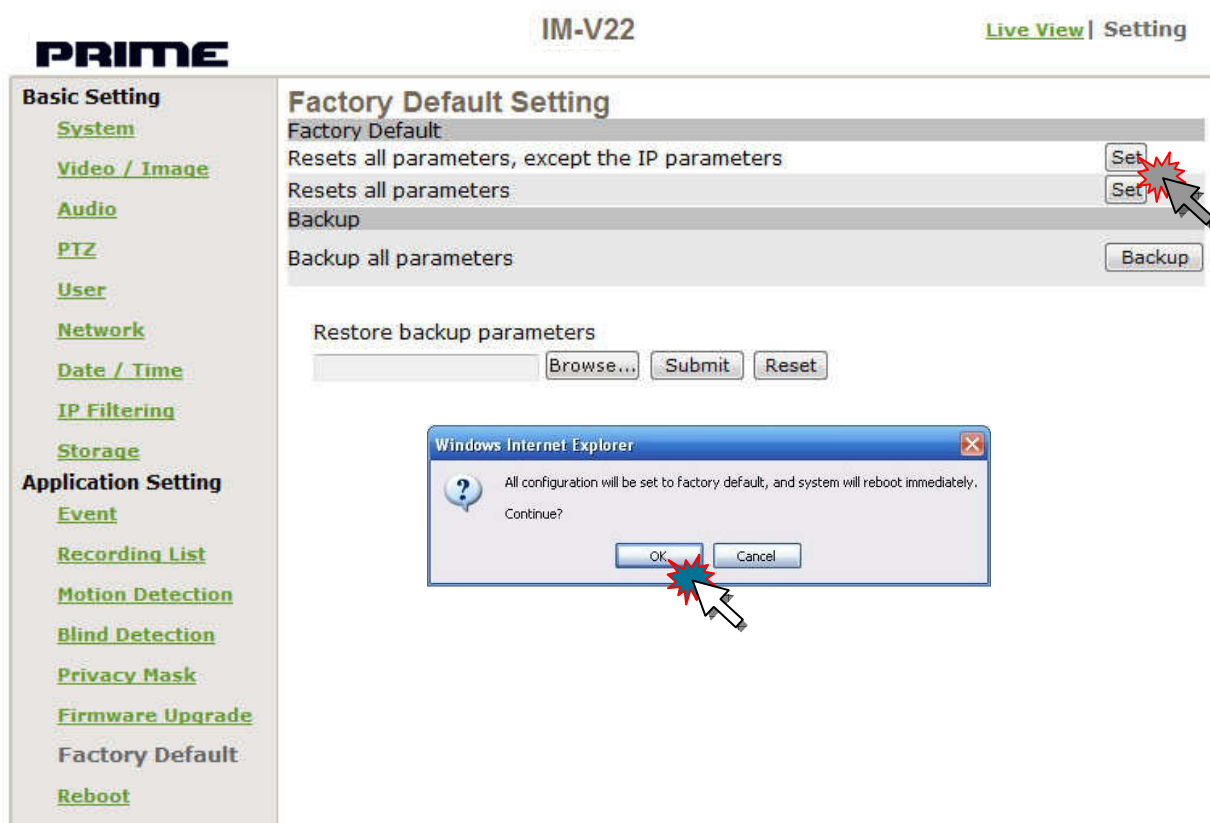 PRIME
IM-V22
Live View | Setting
Basic Setting
System
Video / Image
Audio
PTZ
User
Network
Date / Time
IP Filtering
Storage
Application Setting
Event
Recording List
Motion Detection
Blind Detection
Privacy Mask
Firmware Upgrade
Factory Default
Reboot
Factory Default Setting
Factory Default
Resets all parameters, except the IP parameters Set
Resets all parameters Set
Backup
Backup all parameters Backup
Restore backup parameters
Browse... Submit Reset
Windows Internet Explorer
All configuration will be set to factory default, and system will reboot immediately.
Continue?
OK Cancel